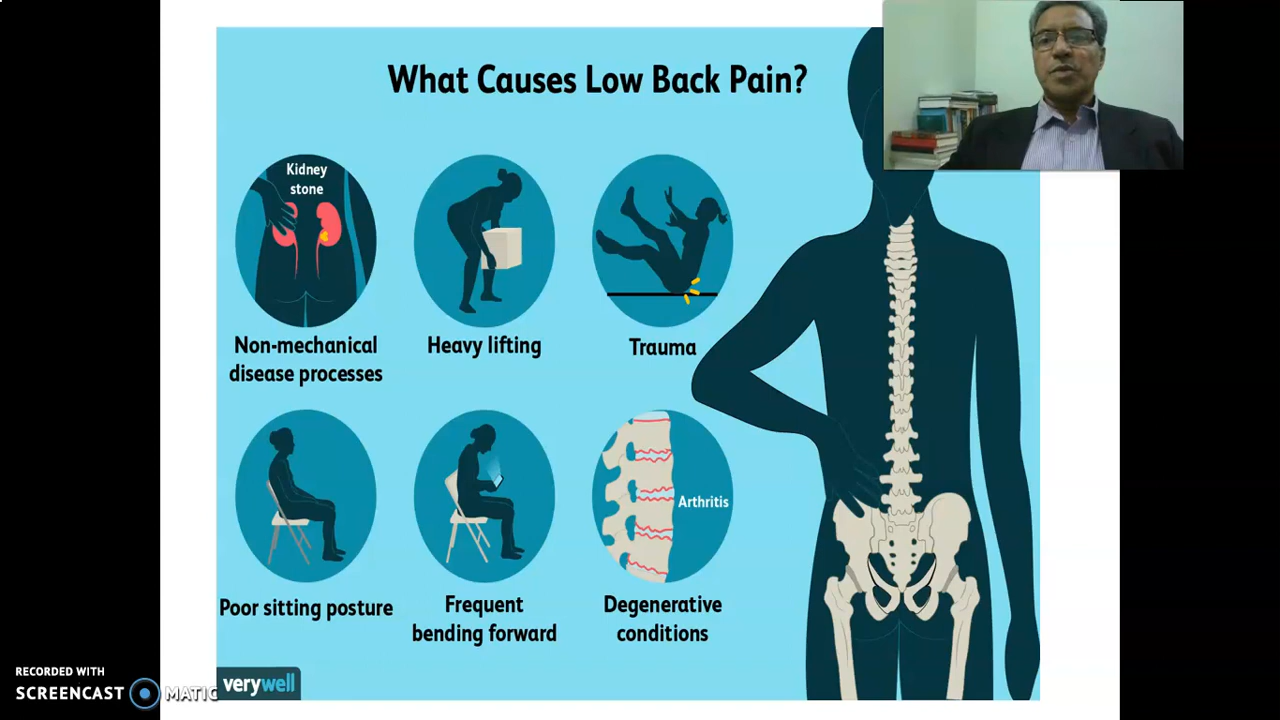 What Causes Low Back Pain?
Kidney
stone
Non-mechanical
disease processes
Heavy lifting
Trauma
Arthritis
Poor sitting posture
Frequent
bending forward
Degenerative
conditions
verywell
RECORDED WITH
SCREENCAST MATIC